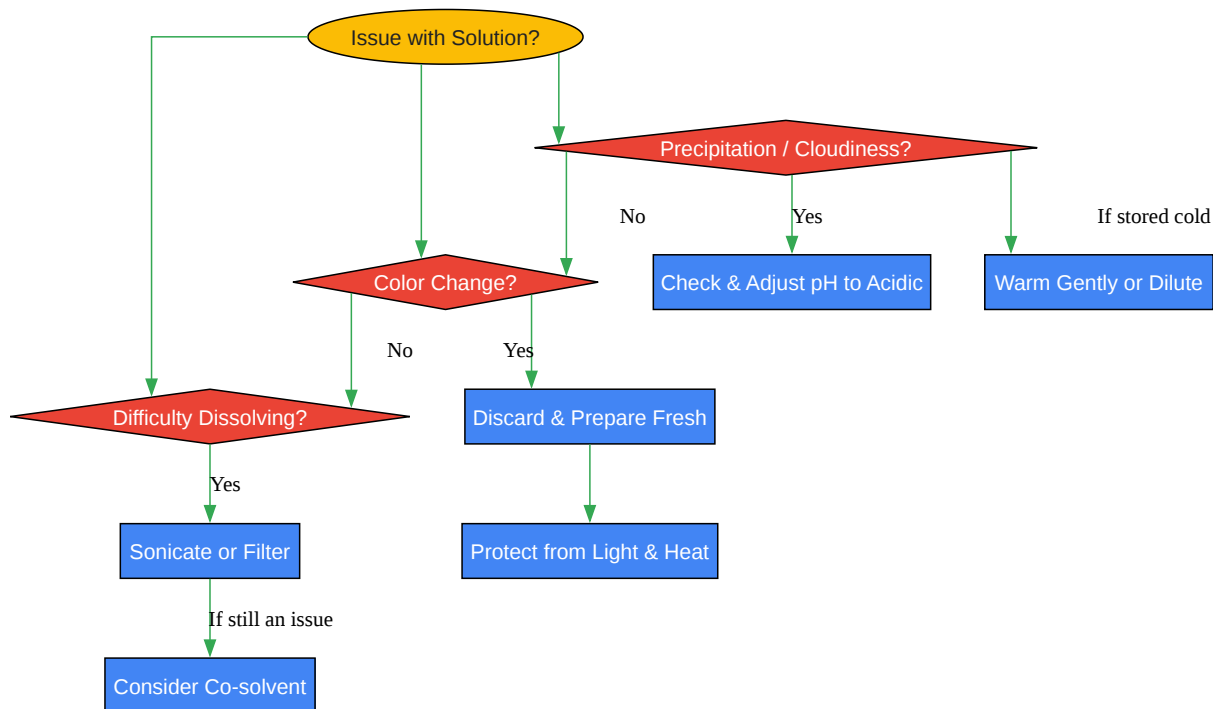 Issue with Solution?
Precipitation / Cloudiness?
No
Yes
If stored cold
Color Change?
Check & Adjust pH to Acidic
Warm Gently or Dilute
No
Yes
Difficulty Dissolving?
Discard & Prepare Fresh
Yes
Sonicate or Filter
Protect from Light & Heat
If still an issue
Consider Co-solvent